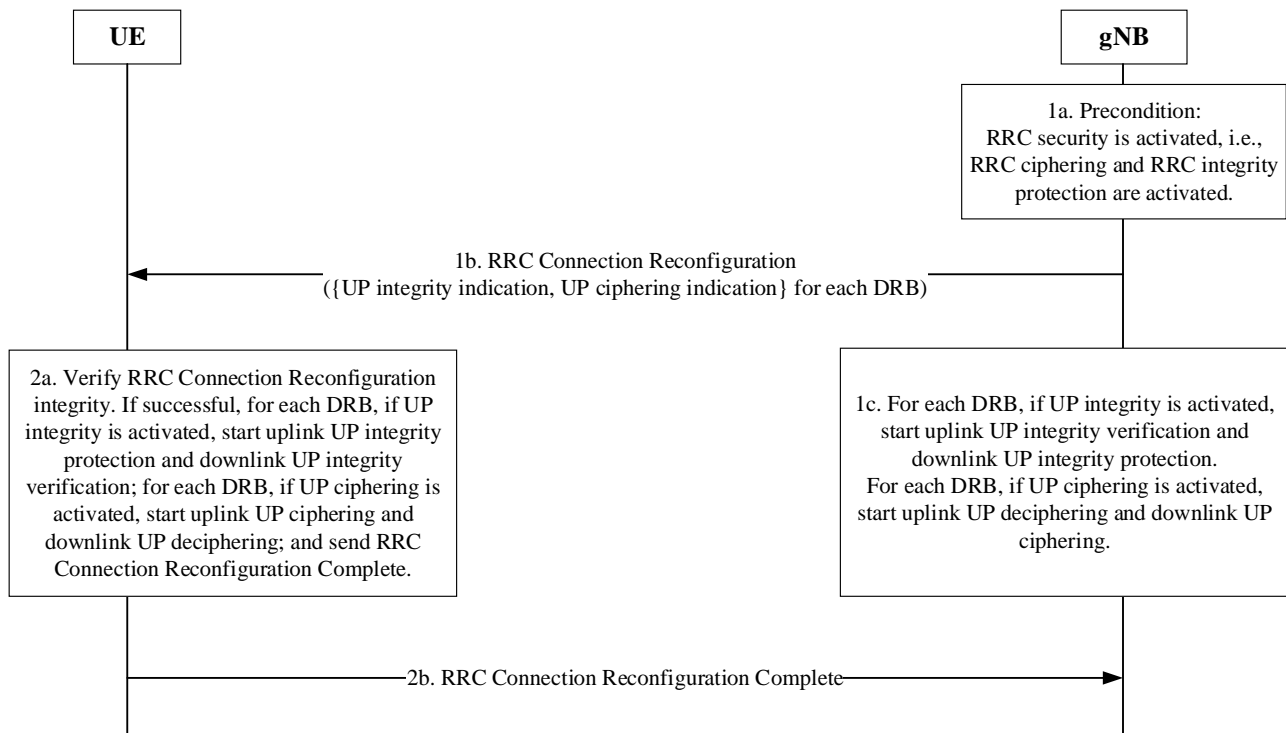 UE
gNB
1a. Precondition:
RRC security is activated, i.e.,
RRC ciphering and RRC integrity
protection are activated.
1b. RRC Connection Reconfiguration
({UP integrity indication, UP ciphering indication} for each DRB)
2a. Verify RRC Connection Reconfiguration
integrity. If successful, for each DRB, if UP
integrity is activated, start uplink UP integrity
protection and downlink UP integrity
verification; for each DRB, if UP ciphering is
activated, start uplink UP ciphering and
downlink UP deciphering; and send RRC
Connection Reconfiguration Complete.
1c. For each DRB, if UP integrity is activated,
start uplink UP integrity verification and
downlink UP integrity protection.
For each DRB, if UP ciphering is activated,
start uplink UP deciphering and downlink UP
ciphering.
2b. RRC Connection Reconfiguration Complete